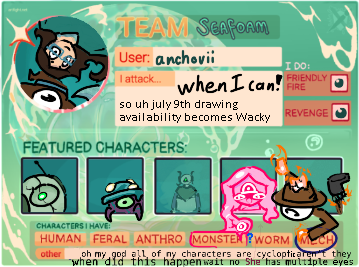 TEAM SEAFOAM
User: anchovii
I attack... when I can!
so uh july 9th drawing
availability becomes Wacky
I DO:
FRIENDLY
FIRE
REVENGE
FEATURED CHARACTERS:
CHARACTERS I HAVE:
HUMAN FERAL ANTHRO MONSTER ? WORM MECH
other oh my god all of my characters are cyclop they
when did this happen wait no She has multiple eyes